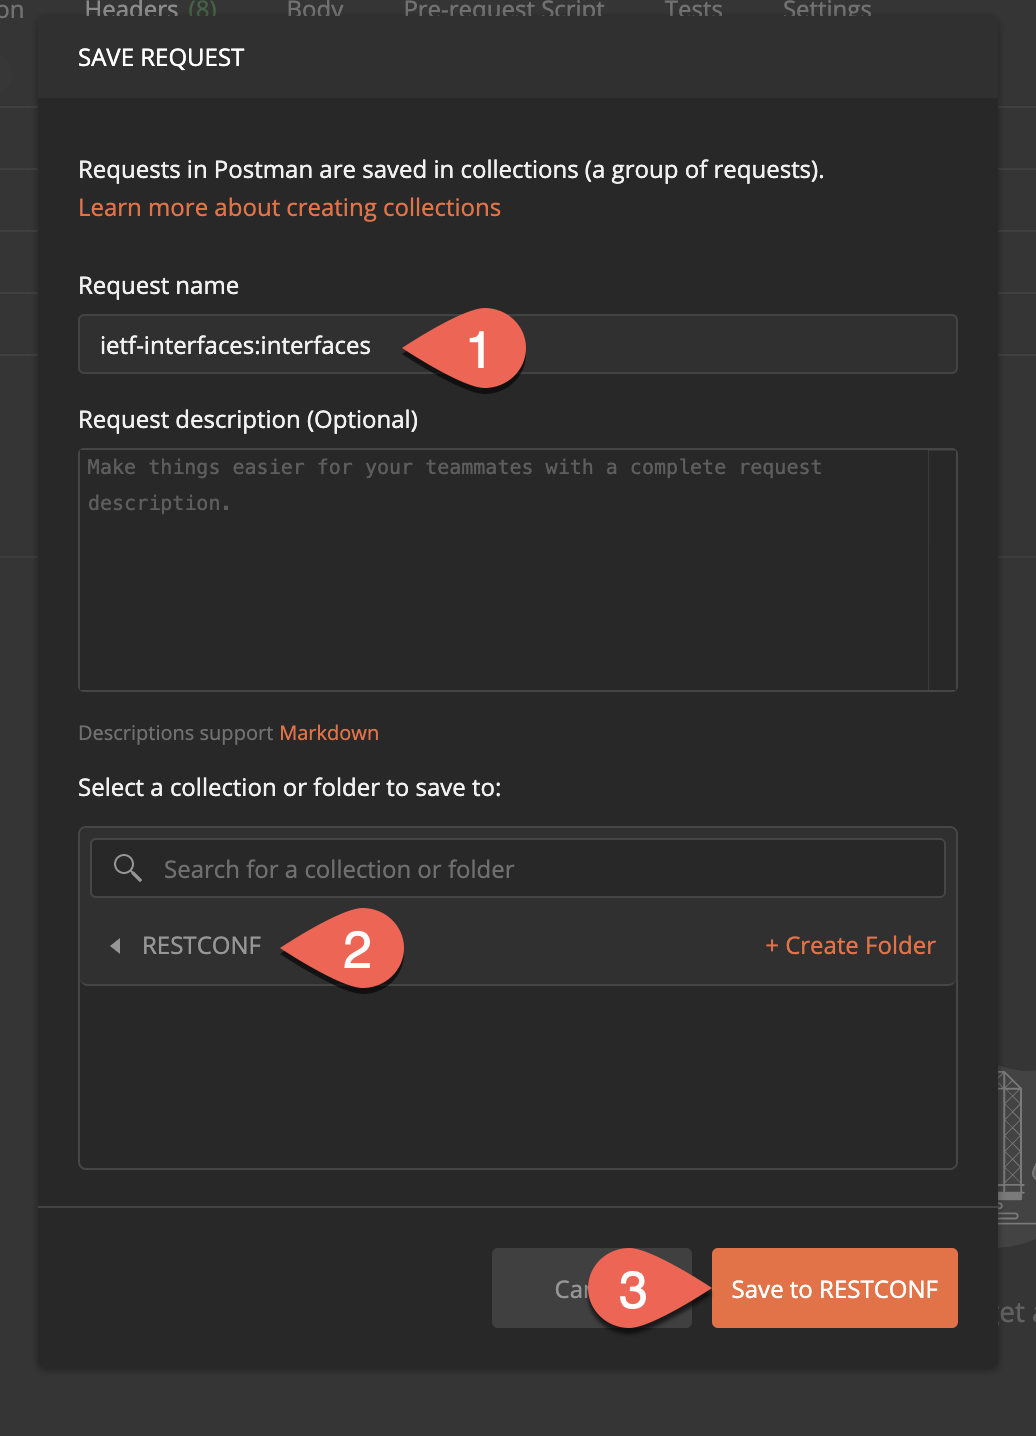 on Headers (8) Body Pre-request Script Tests Settings
SAVE REQUEST
Requests in Postman are saved in collections (a group of requests).
Learn more about creating collections
Request name
ietf-interfaces:interfaces
1
Request description (Optional)
Make things easier for your teammates with a complete request
description.
Descriptions support Markdown
Select a collection or folder to save to:
Search for a collection or folder
RESTCONF
2
+ Create Folder
Can
3
Save to RESTCONF
et a